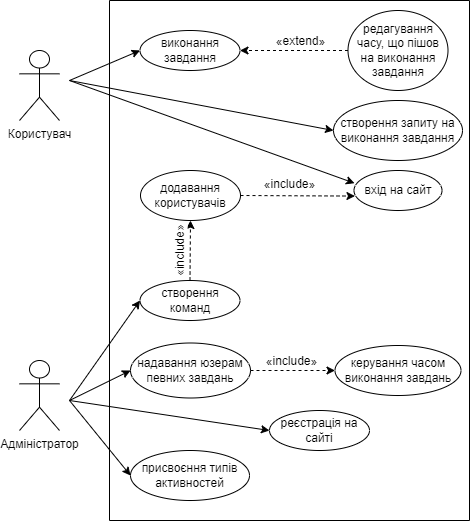 виконання
завдання
«extend»
редагування
часу, що пішов
на виконання
завдання
Користувач
створення запиту на
виконання завдання
додавання
користувачів
«include»
вхід на сайт
«include»
створення
команд
надавання юзерам
певних завдань
«include»
керування часом
виконання завдань
Адміністратор
реєстрація на
сайті
присвоєння типів
активностей